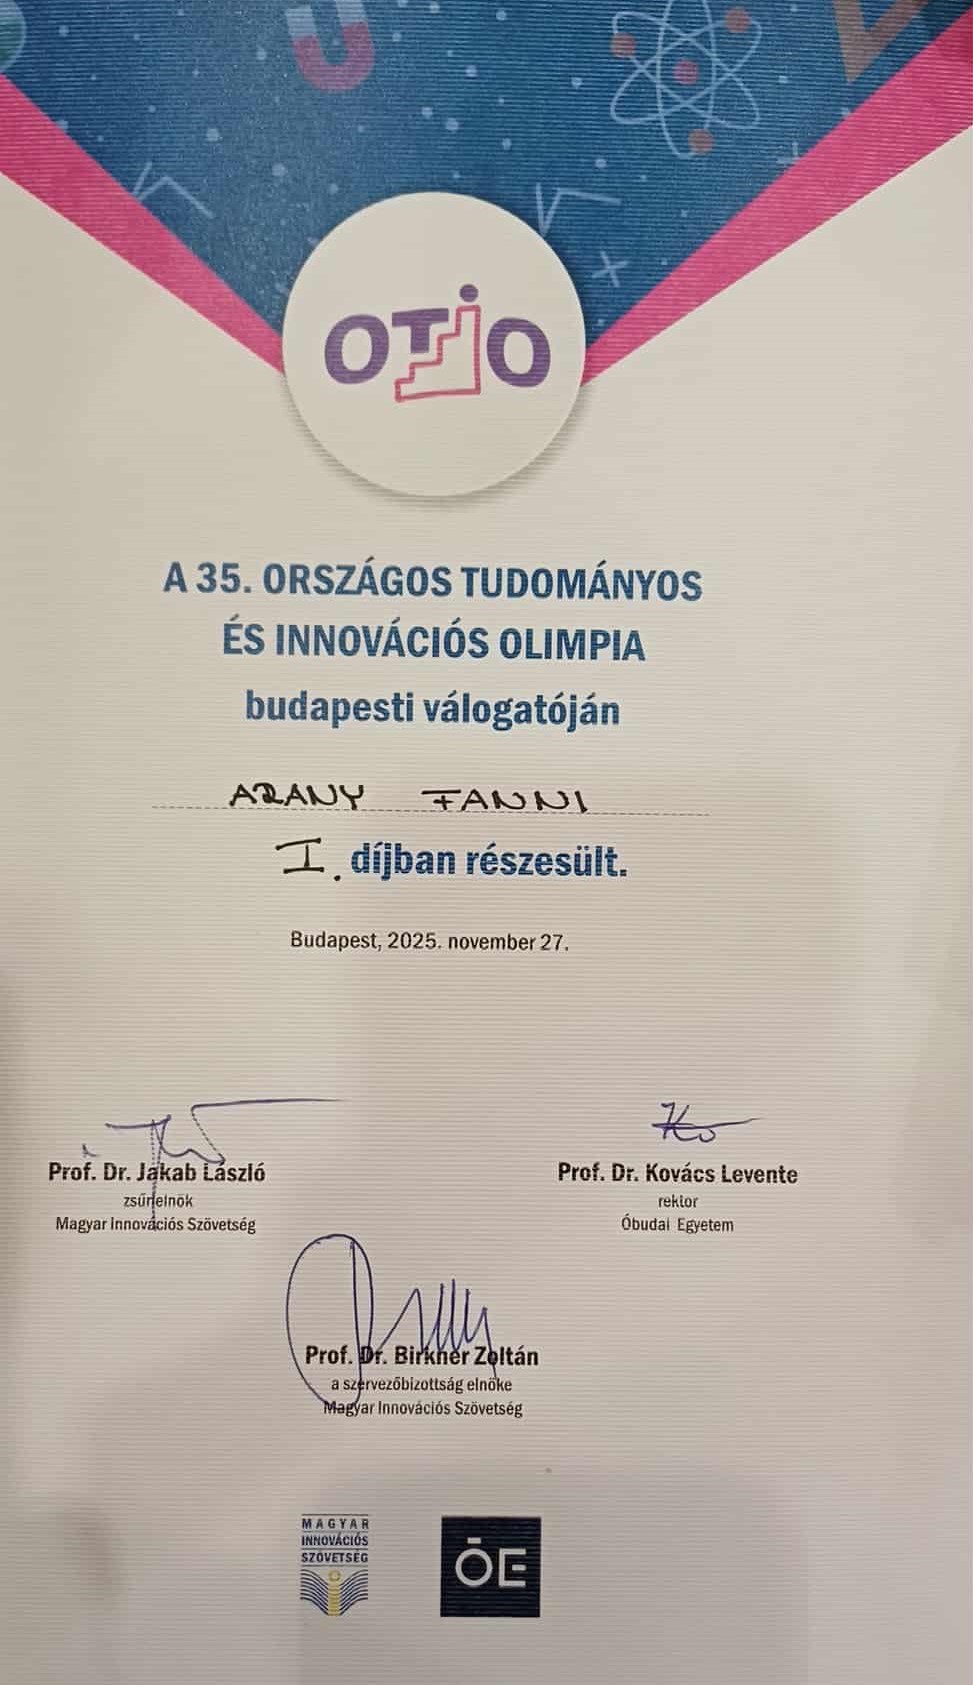 OTIO
A 35. ORSZÁGOS TUDOMÁNYOS
ÉS INNOVÁCIÓS OLIMPIA
budapesti válogatóján
ARANY FANNI
I. díjban részesült.
Budapest, 2025. november 27.
Prof. Dr. Jakab László
zsűrielnök
Magyar Innovációs Szövetség
Prof. Dr. Kovács Levente
rektor
Óbudai Egyetem
Prof. Dr. Birkner Zoltán
a szervezőbizottság elnöke
Magyar Innovációs Szövetség
MAGYAR
INNOVÁCIÓS
SZÖVETSÉG
ŌE